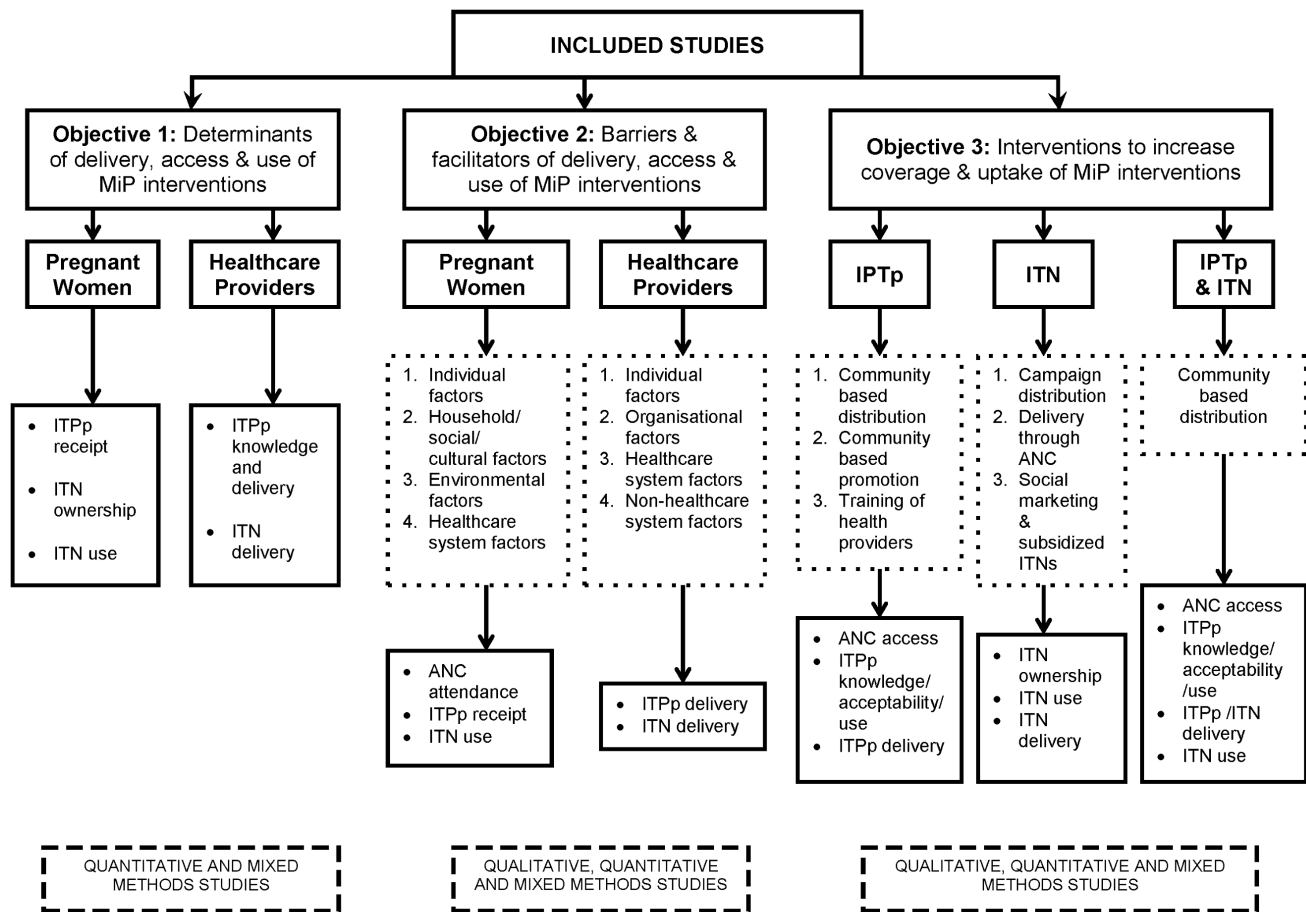 INCLUDED STUDIES
Objective 1: Determinants
of delivery, access & use of
MiP interventions
Objective 2: Barriers &
facilitators of delivery, access &
use of MiP interventions
Objective 3: Interventions to increase
coverage & uptake of MiP interventions
Pregnant
Women
Healthcare
Providers
Pregnant
Women
Healthcare
Providers
IPTp
ITN
IPTp
& ITN
• ITPp
receipt
• ITN
ownership
• ITN use
• ITPp
knowledge
and
delivery
• ITN
delivery
1. Individual
factors
2. Household/
social/
cultural factors
3. Environmental
factors
4. Healthcare
system factors
1. Individual
factors
2. Organisational
factors
3. Healthcare
system factors
4. Non-healthcare
system factors
1. Community
based
distribution
2. Community
based
promotion
3. Training of
health
providers
1. Campaign
distribution
2. Delivery
through
ANC
3. Social
marketing
&
subsidized
ITNs
Community
based
distribution
• ANC
attendance
• ITPp receipt
• ITN use
• ITPp delivery
• ITN delivery
• ANC access
• ITPp
knowledge/
acceptability/
use
• ITPp delivery
• ITN
ownership
• ITN use
• ITN
delivery
• ANC access
• ITPp
knowledge/
acceptability
/use
• ITPp /ITN
delivery
• ITN use
QUANTITATIVE AND MIXED
METHODS STUDIES
QUALITATIVE, QUANTITATIVE
AND MIXED METHODS STUDIES
QUALITATIVE, QUANTITATIVE AND MIXED
METHODS STUDIES